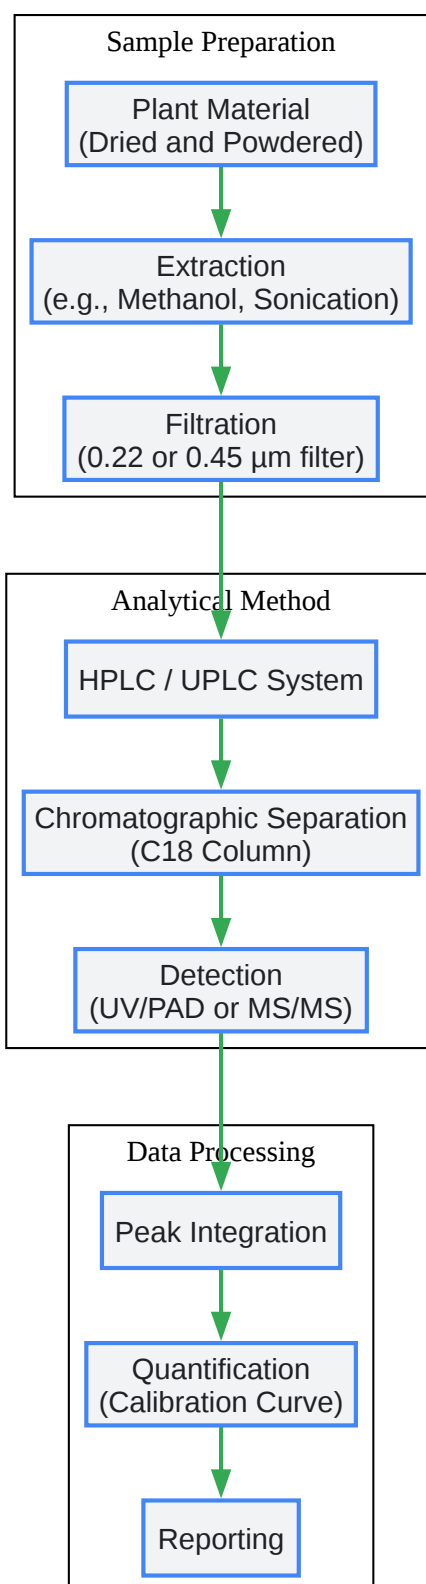 Sample Preparation
Plant Material
(Dried and Powdered)
Extraction
(e.g., Methanol, Sonication)
Filtration
(0.22 or 0.45 µm filter)
Analytical Method
HPLC / UPLC System
Chromatographic Separation
(C18 Column)
Detection
(UV/PAD or MS/MS)
Data Processing
Peak Integration
Quantification
(Calibration Curve)
Reporting